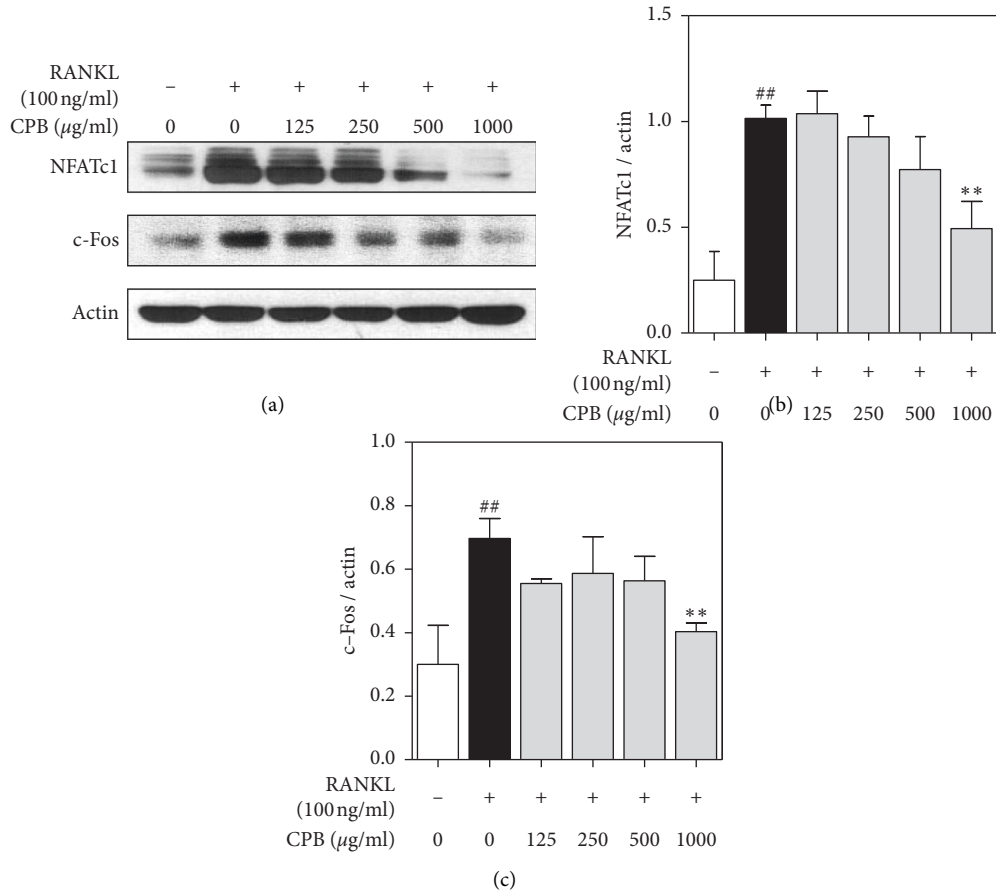 RANKL
(100 ng/ml)
– + + + + +
CPB (μg/ml) 0 0 125 250 500 1000
NFATc1
c-Fos
Actin
(a)
NFATc1 / actin
1.5
1.0
0.5
0.0
##
**
RANKL
(100 ng/ml)
– + + + + +
CPB (μg/ml) 0 0 125 250 500 1000
(b)
c–Fos / actin
1.0
0.8
0.6
0.4
0.2
0.0
##
**
RANKL
(100 ng/ml)
– + + + + +
CPB (μg/ml) 0 0 125 250 500 1000
(c)